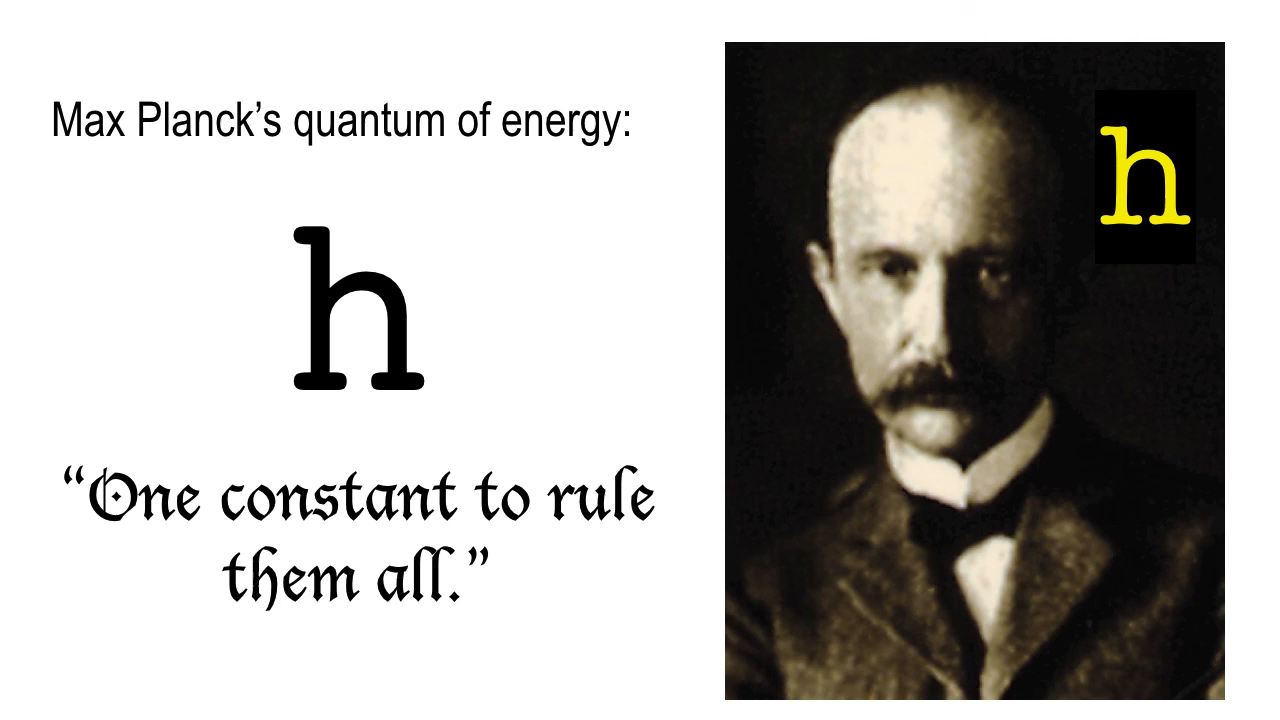 Max Planck’s quantum of energy:
h
h
“One constant to rule
them all.”